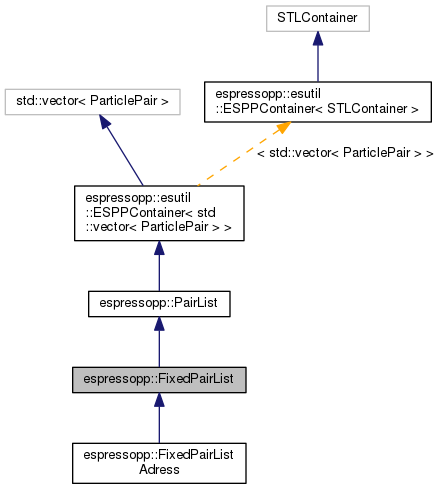 STLContainer
std::vector< ParticlePair >
espressopp::esutil
::ESPPContainer< STLContainer >
< std::vector< ParticlePair > >
espressopp::esutil
::ESPPContainer< std
::vector< ParticlePair > >
espressopp::PairList
espressopp::FixedPairList
espressopp::FixedPairList
Adress